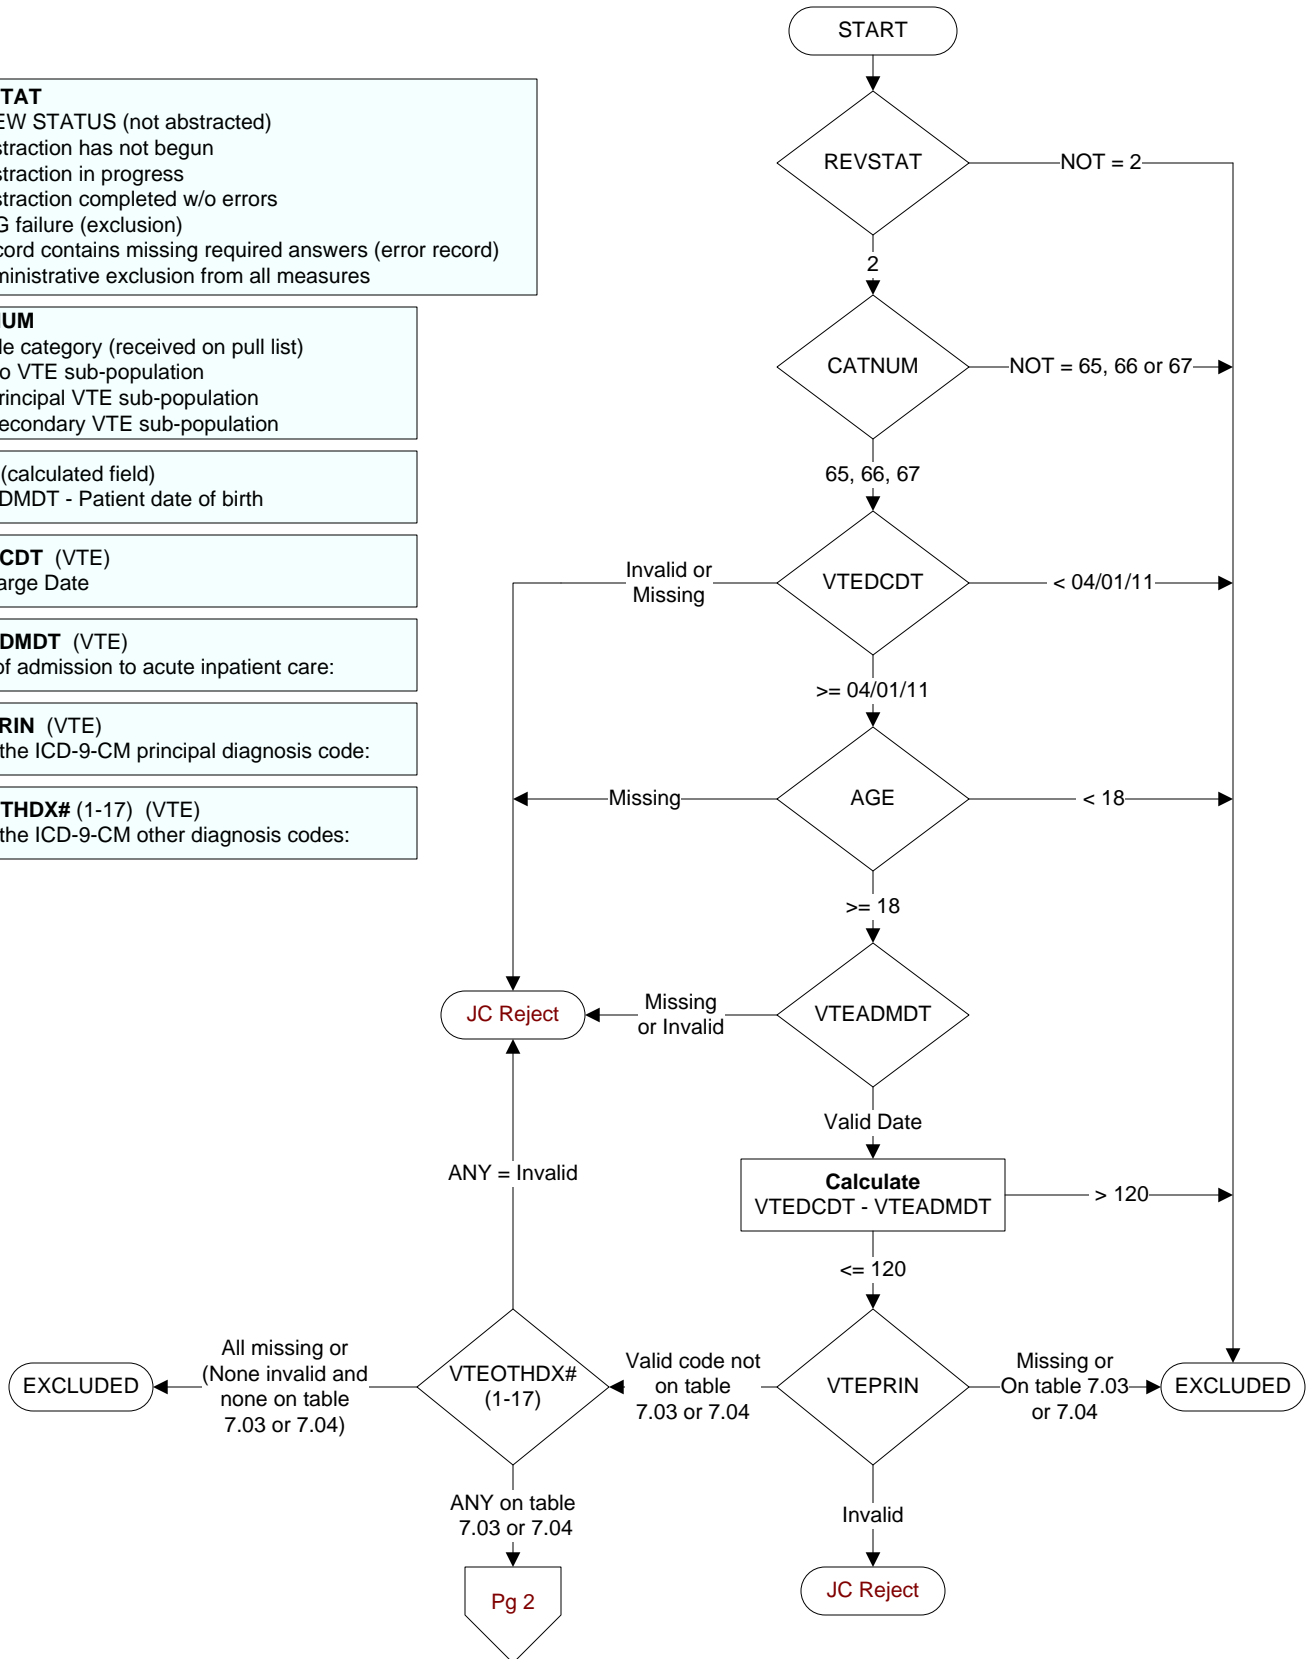 START
TAT
EW STATUS (not abstracted)
straction has not begun
straction in progress
straction completed w/o errors
G failure (exclusion)
cord contains missing required answers (error record)
ministrative exclusion from all measures
REVSTAT
NOT = 2
2
UM
le category (received on pull list)
o VTE sub-population
rincipal VTE sub-population
econdary VTE sub-population
CATNUM
NOT = 65, 66 or 67
65, 66, 67
(calculated field)
DMDT - Patient date of birth
CDT (VTE)
arge Date
Invalid or
Missing
VTEDCDT
< 04/01/11
>= 04/01/11
DMDT (VTE)
of admission to acute inpatient care:
RIN (VTE)
the ICD-9-CM principal diagnosis code:
THDX# (1-17) (VTE)
the ICD-9-CM other diagnosis codes:
Missing
AGE
< 18
>= 18
JC Reject
Missing
or Invalid
VTEADMDT
Valid Date
ANY = Invalid
Calculate
VTEDCDT - VTEADMDT
> 120
<= 120
EXCLUDED
All missing or
(None invalid and
none on table
7.03 or 7.04)
VTEOTHDX#
(1-17)
Valid code not
on table
7.03 or 7.04
VTEPRIN
Missing or
On table 7.03
or 7.04
EXCLUDED
ANY on table
7.03 or 7.04
Invalid
Pg 2
JC Reject